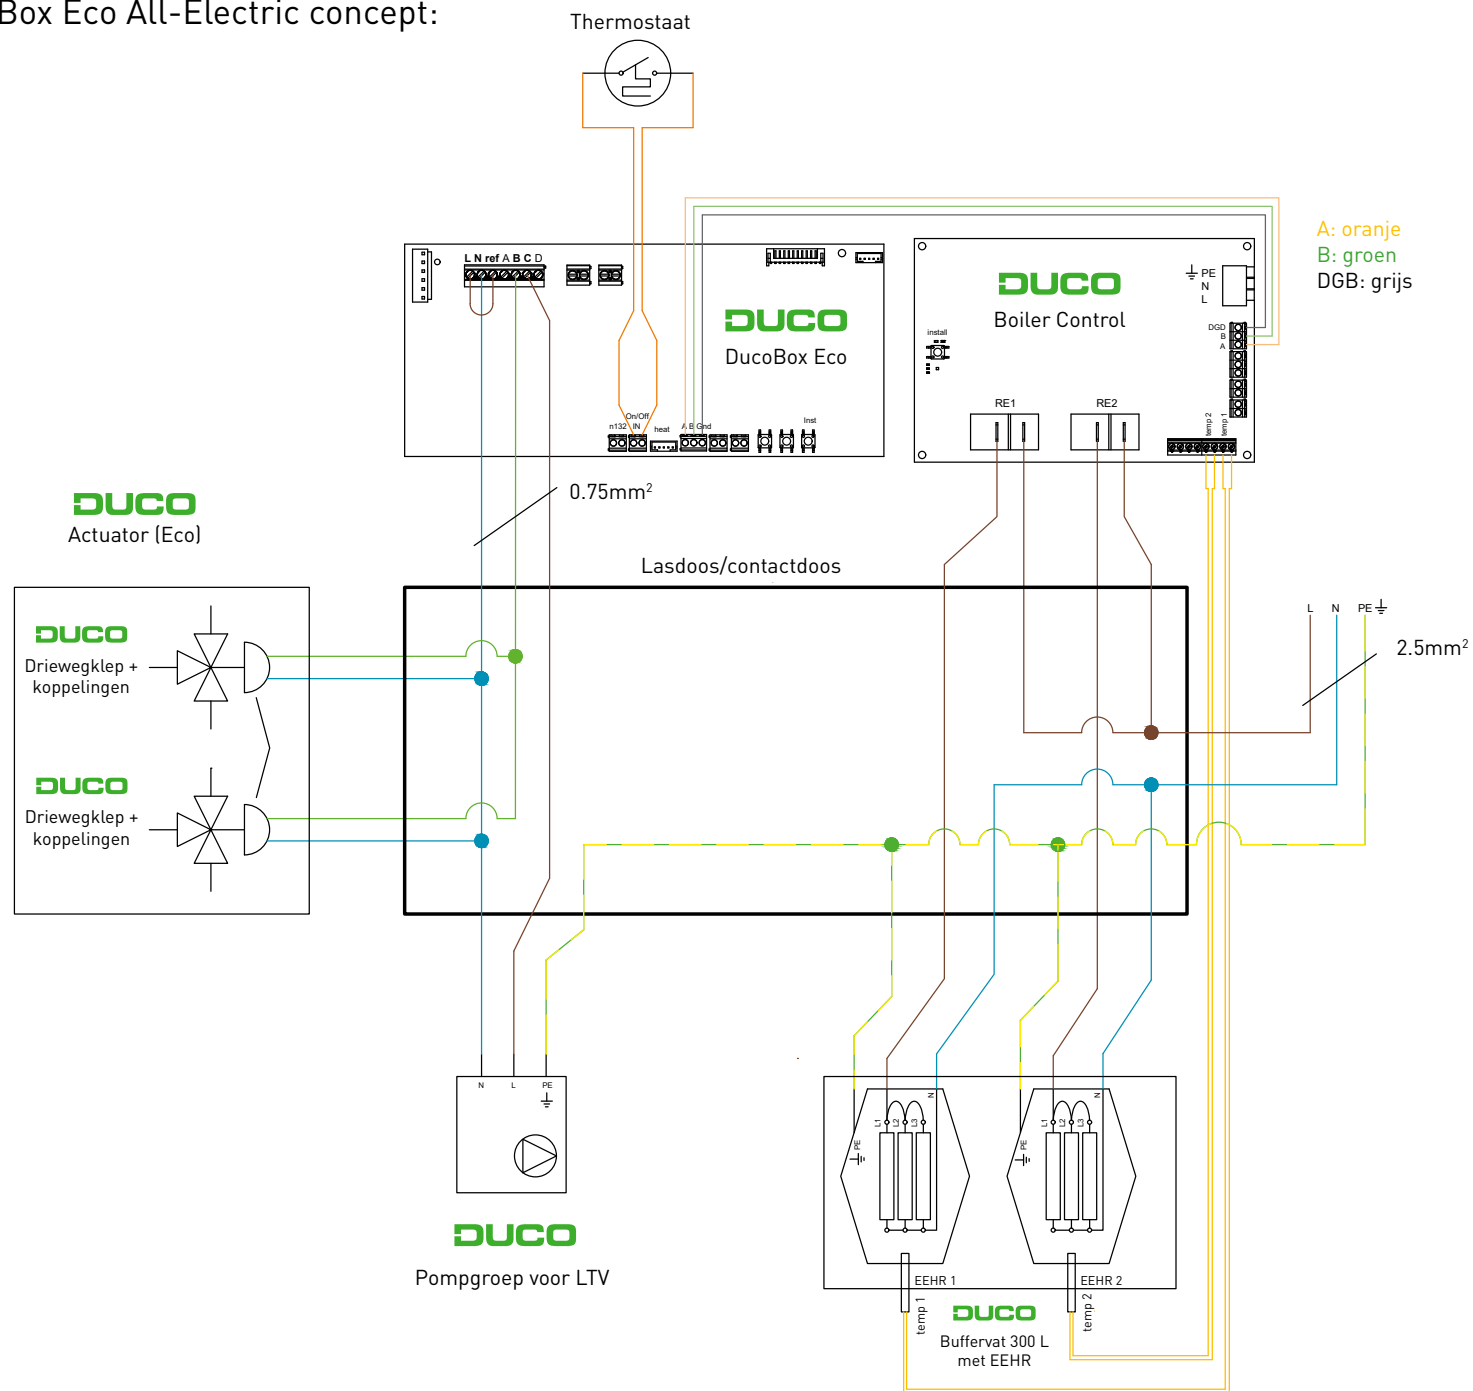 Box Eco All-Electric concept:
Thermostaat
A: oranje
B: groen
DGB: grijs
L N ref A B C D
DUCO
DucoBox Eco
On/Off
n132 IN heat A B Gnd
Inst
DUCO
Boiler Control
PE
N
L
install
DGD
B
A
RE1
RE2
temp 2
temp 1
0.75mm²
DUCO
Actuator (Eco)
Lasdoos/contactdoos
L N PE
2.5mm²
DUCO
Driewegklep +
koppelingen
DUCO
Driewegklep +
koppelingen
N L PE
DUCO
Pompgroep voor LTV
PE
L1
L2
L3
N
PE
L1
L2
L3
N
EEHR 1
EEHR 2
temp 1
temp 2
DUCO
Buffervat 300 L
met EEHR